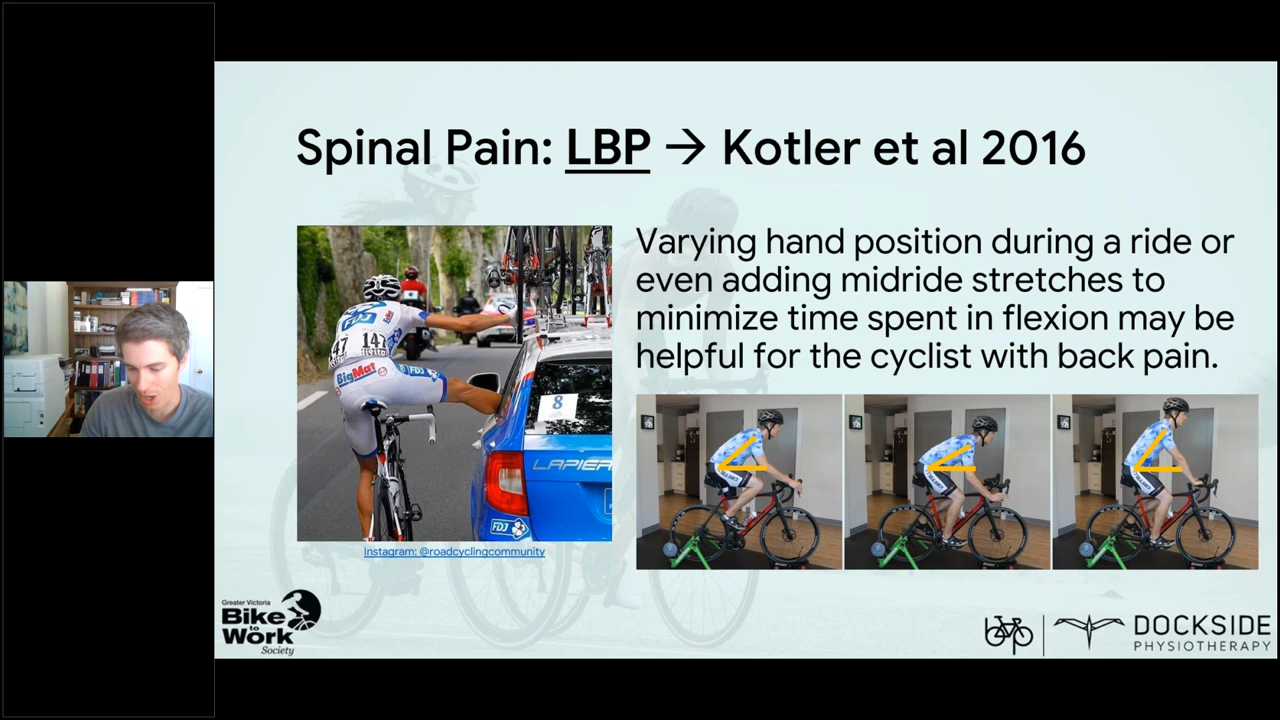 Spinal Pain: LBP → Kotler et al 2016
Varying hand position during a ride or
even adding midride stretches to
minimize time spent in flexion may be
helpful for the cyclist with back pain.
FDJ
147
BigMat
FDJ
8
LAPIERRE
FDJ
Instagram: @roadcyclingcommunity
Greater Victoria
Bike
to
Work
Society
DOCKSIDE
PHYSIOTHERAPY